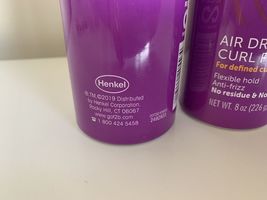 Henkel
®,TM, ©2019 Distributed
by Henkel Corporation,
Rocky Hill, CT 06067
www.got2b.com
1 800 424 5458
AIR DR
CURL F
For defined cu
Flexible hold
Anti-frizz
No residue & No
NET WT. 8 oz (226 g